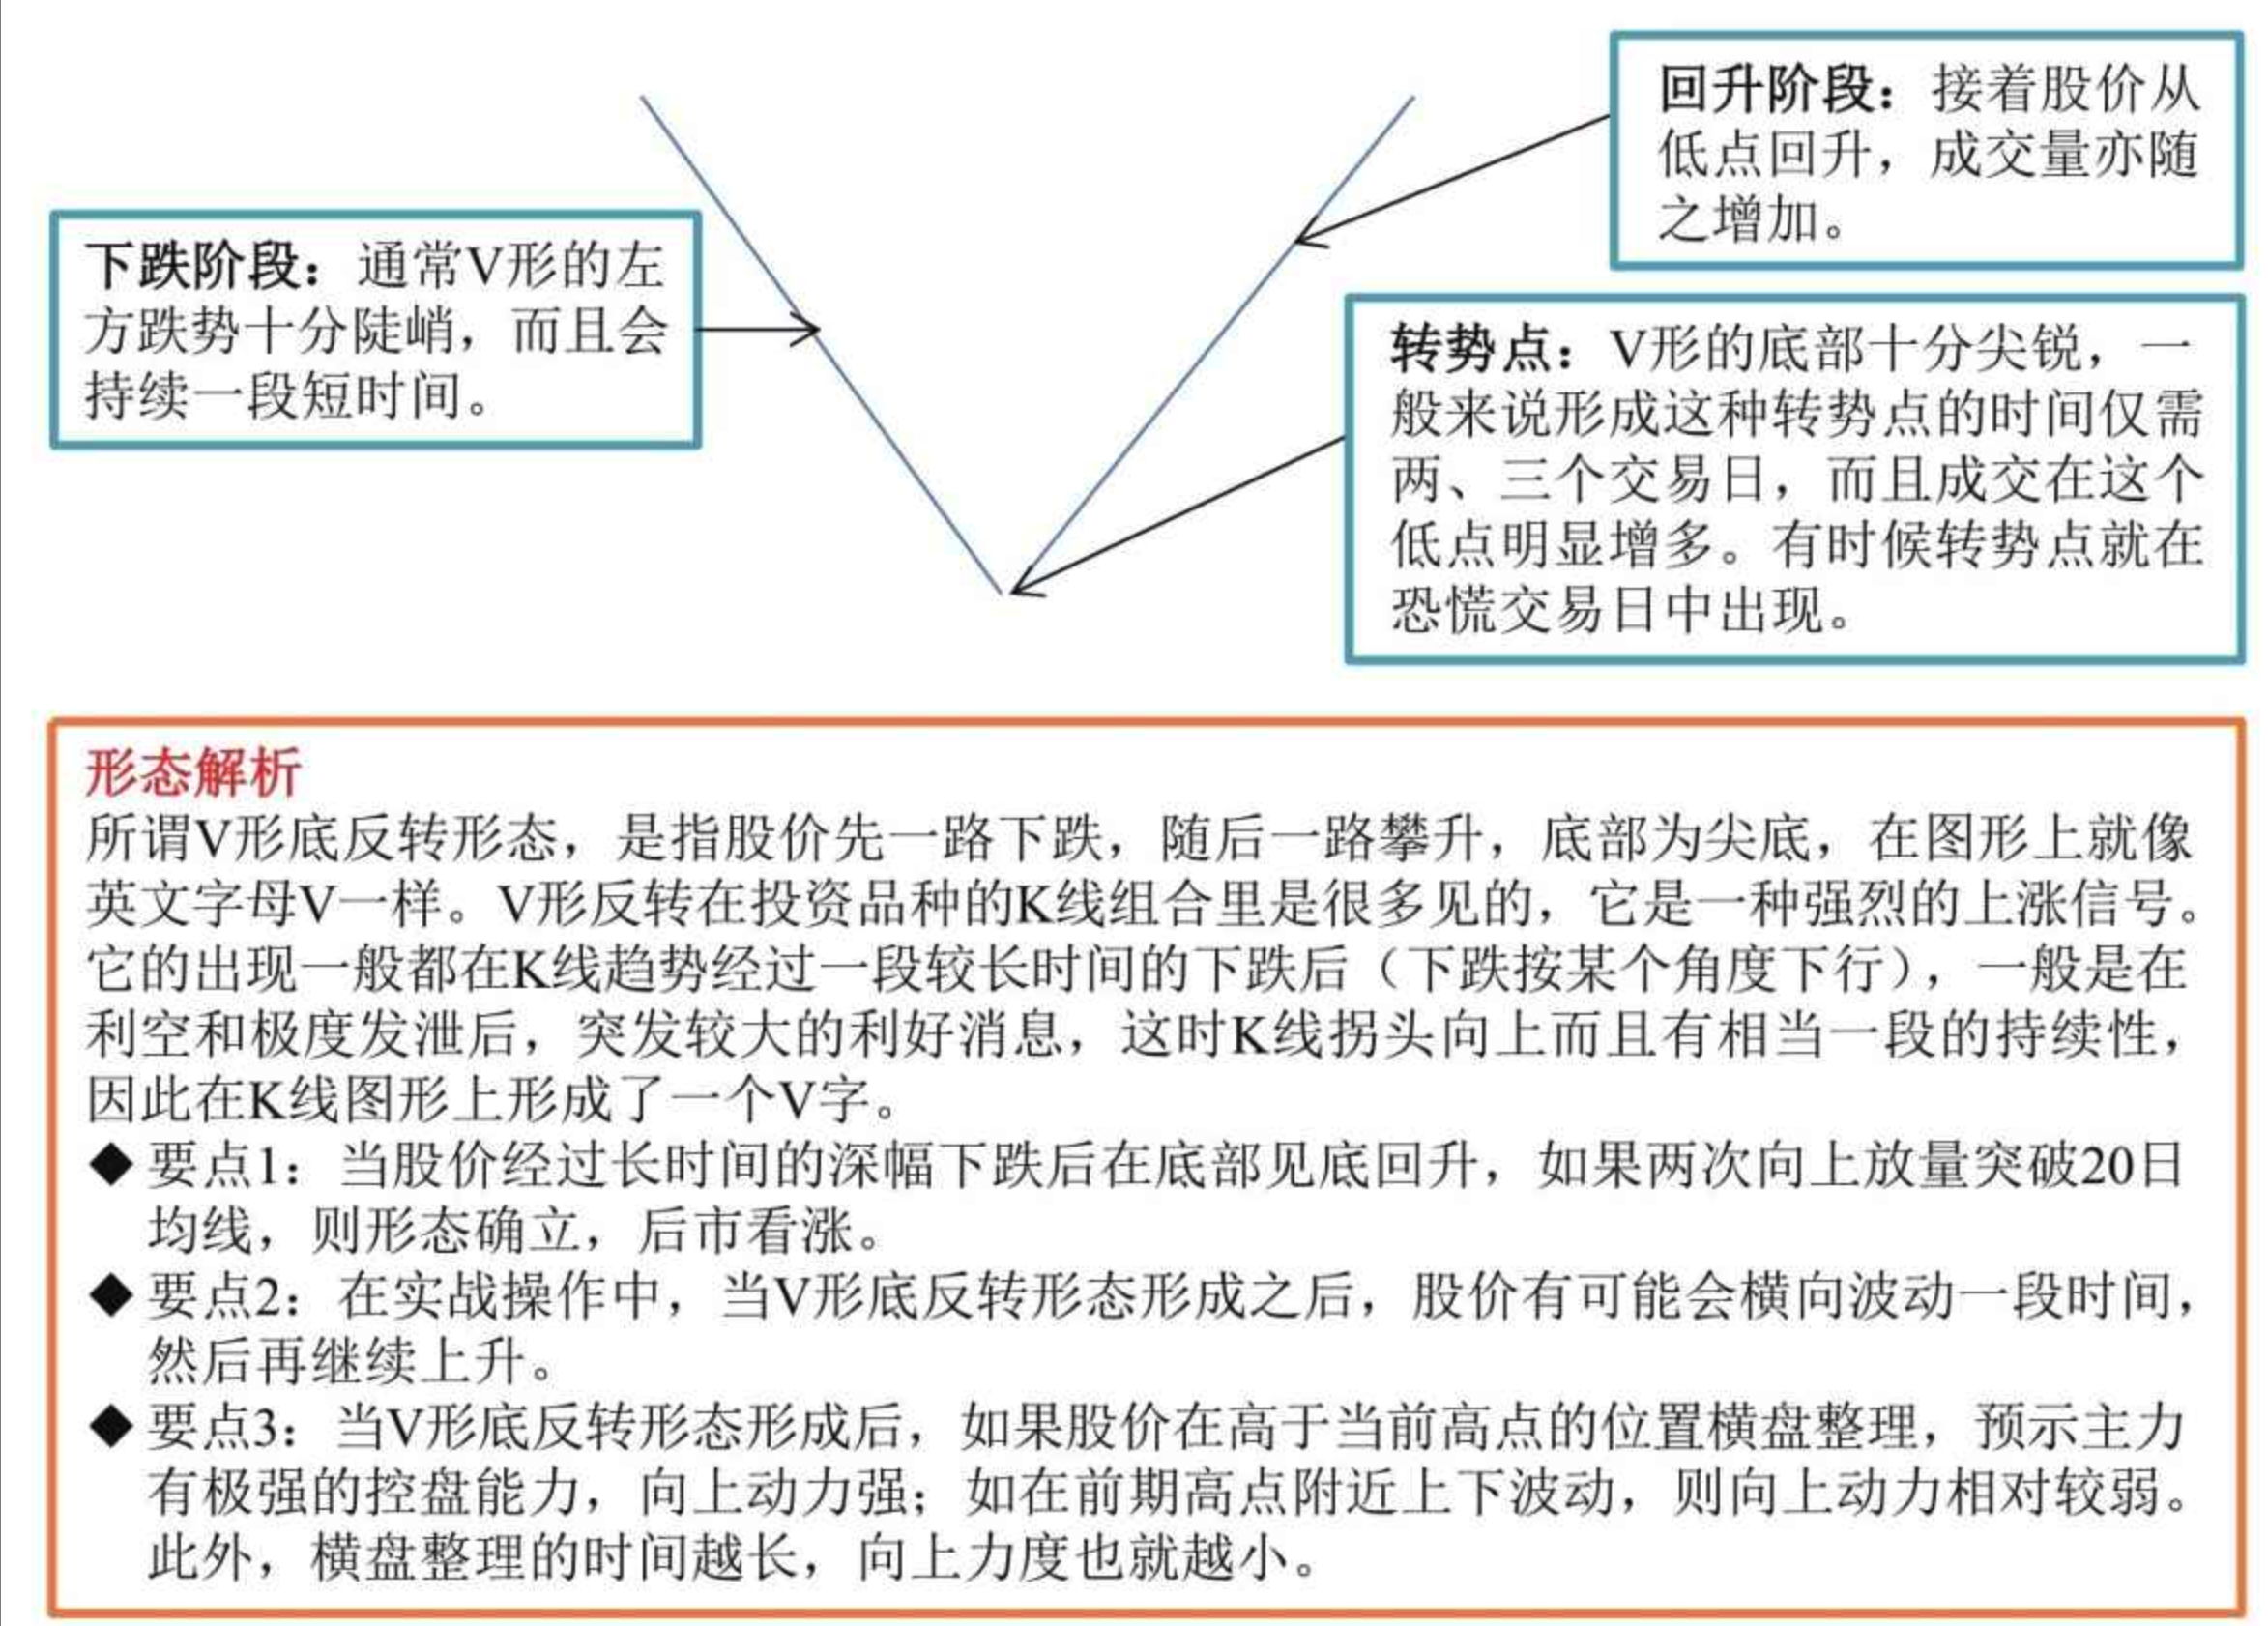 回升阶段：接着股价从
低点回升，成交量亦随
之增加。
下跌阶段：通常V形的左
方跌势十分陡峭，而且会
持续一段短时间。
转势点：V形的底部十分尖锐，一
般来说形成这种转势点的时间仅需
两、三个交易日，而且成交在这个
低点明显增多。有时候转势点就在
恐慌交易日中出现。
形态解析
所谓V形底反转形态，是指股价先一路下跌，随后一路攀升，底部为尖底，在图形上就像
英文字母V一样。V形反转在投资品种的K线组合里是很多见的，它是一种强烈的上涨信号。
它的出现一般都在K线趋势经过一段较长时间的下跌后（下跌按某个角度下行），一般是在
利空和极度发泄后，突发较大的利好消息，这时K线拐头向上而且有相当一段的持续性，
因此在K线图形上形成了一个V字。
◆ 要点1：当股价经过长时间的深幅下跌后在底部见底回升，如果两次向上放量突破20日
均线，则形态确立，后市看涨。
◆ 要点2：在实战操作中，当V形底反转形态形成之后，股价有可能会横向波动一段时间，
然后再继续上升。
◆ 要点3：当V形底反转形态形成后，如果股价在高于当前高点的位置横盘整理，预示主力
有极强的控盘能力，向上动力强；如在前期高点附近上下波动，则向上动力相对较弱。
此外，横盘整理的时间越长，向上力度也就越小。